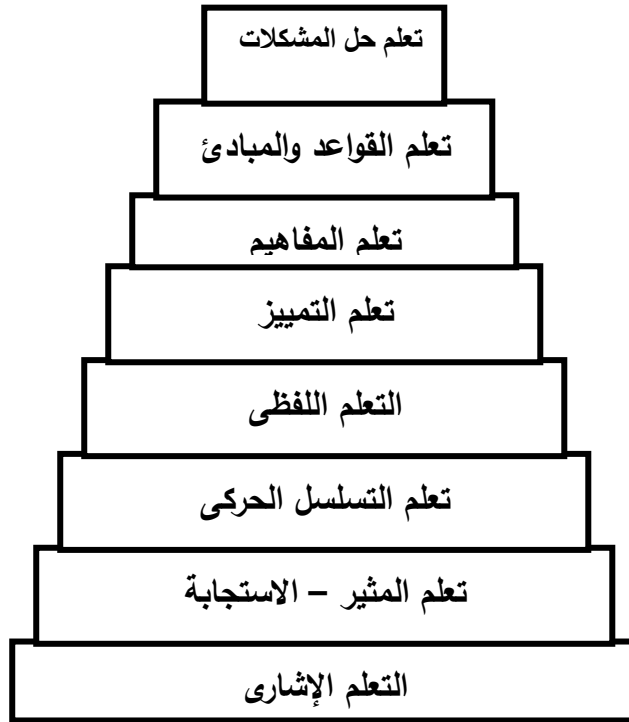 تعلم حل المشكلات
تعلم القواعد والمبادئ
تعلم المفاهيم
تعلم التمييز
التعلم اللفظى
تعلم التسلسل الحركى
تعلم المثير – الاستجابة
التعلم الإشارى